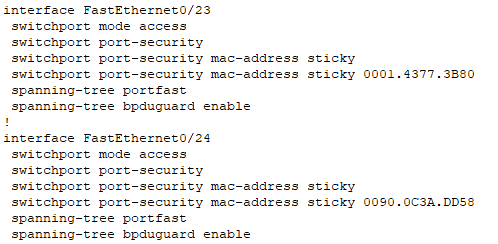 interface FastEthernet0/23
 switchport mode access
 switchport port-security
 switchport port-security mac-address sticky
 switchport port-security mac-address sticky 0001.4377.3B80
 spanning-tree portfast
 spanning-tree bpduguard enable
!
interface FastEthernet0/24
 switchport mode access
 switchport port-security
 switchport port-security mac-address sticky
 switchport port-security mac-address sticky 0090.0C3A.DD58
 spanning-tree portfast
 spanning-tree bpduguard enable